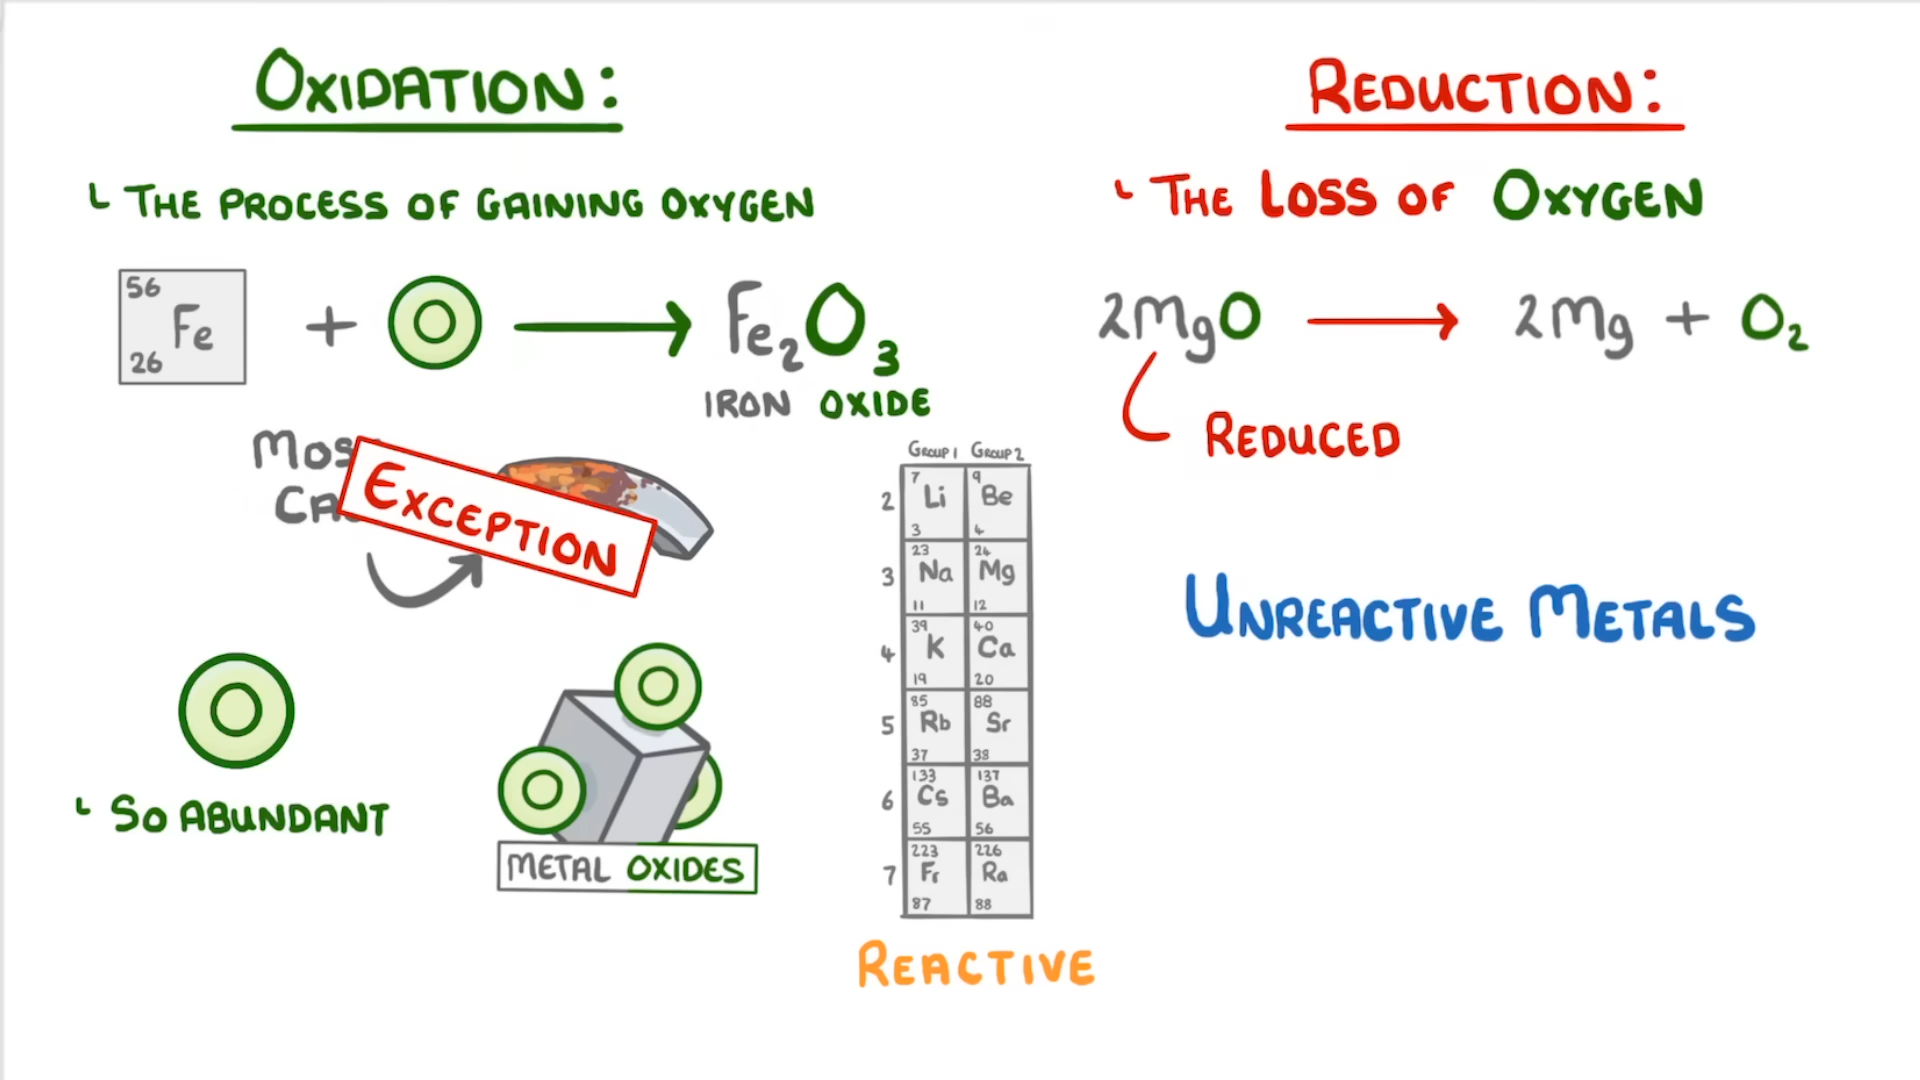 OXIDATION:
└ THE PROCESS OF GAINING OXYGEN
56
Fe
26
+ O → Fe₂O₃
IRON OXIDE
EXCEPTION
O
└ SO ABUNDANT
O
O
METAL OXIDES
GROUP 1 GROUP 2
2 7 Li 3 9 Be 4
3 23 Na 11 24 Mg 12
4 39 K 19 40 Ca 20
5 85 Rb 37 88 Sr 38
6 133 Cs 55 137 Ba 56
7 223 Fr 87 226 Ra 88
REACTIVE
REDUCTION:
└ THE LOSS OF OXYGEN
2MgO → 2Mg + O₂
REDUCED
UNREACTIVE METALS